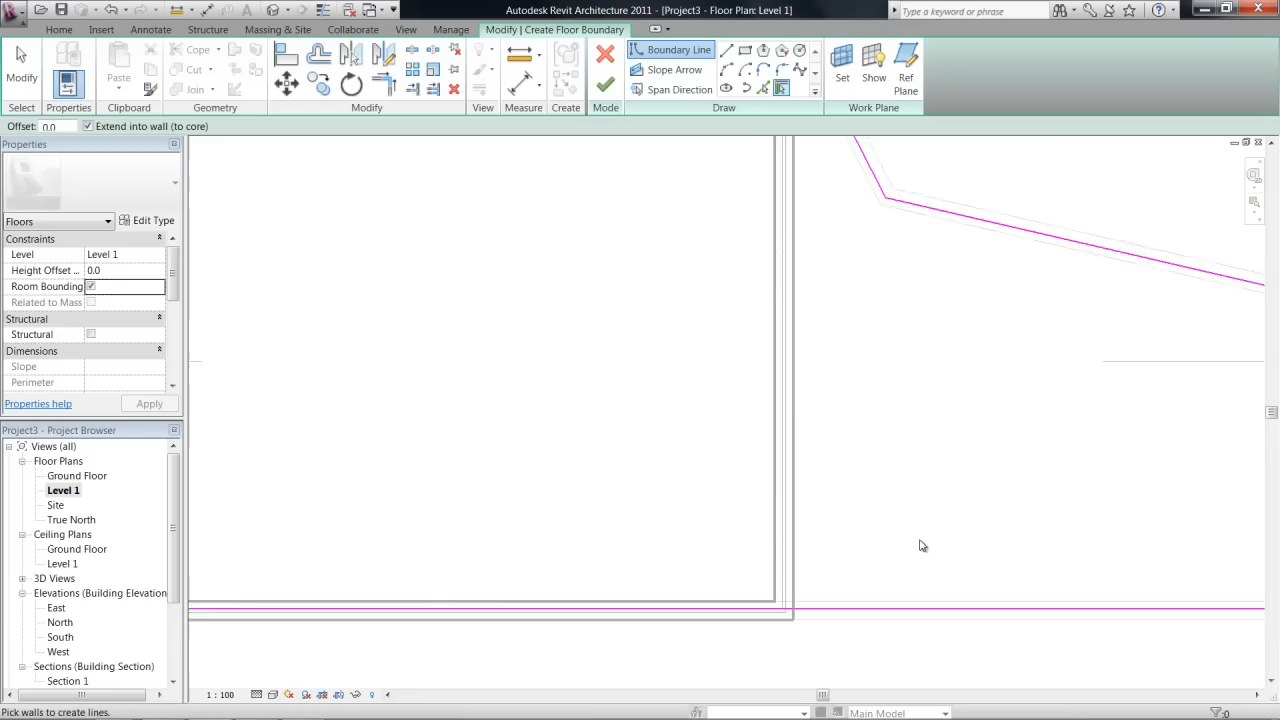 Autodesk Revit Architecture 2011 - [Project3 - Floor Plan: Level 1]
Type a keyword or phrase
Home Insert Annotate Structure Massing & Site Collaborate View Manage Modify | Create Floor Boundary
Modify
Properties
Paste
Cope
Cut
Join
Boundary Line
Slope Arrow
Span Direction
Set
Show
Ref
Plane
Select Properties Clipboard Geometry Modify View Measure Create Mode Draw Work Plane
Offset: 0.0 Extend into wall (to core)
Properties
Floors Edit Type
Constraints
Level Level 1
Height Offset ... 0.0
Room Bounding
Related to Mass
Structural
Structural
Dimensions
Slope
Perimeter
Properties help Apply
Project3 - Project Browser
Views (all)
Floor Plans
Ground Floor
Level 1
Site
True North
Ceiling Plans
Ground Floor
Level 1
3D Views
Elevations (Building Elevation
East
North
South
West
Sections (Building Section)
Section 1
1 : 100
Pick walls to create lines.
Main Model
:0